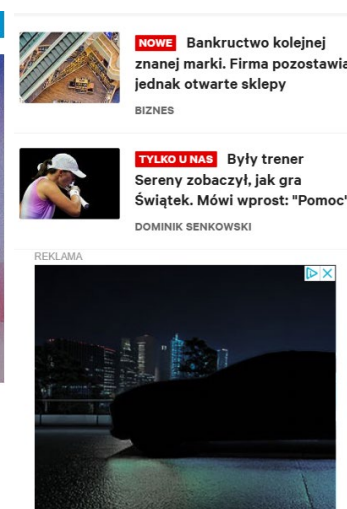 NOWE Bankructwo kolejnej
znanej marki. Firma pozostawia
jednak otwarte sklepy
BIZNES
TYLKO U NAS Były trener
Sereny zobaczył, jak gra
Świątek. Mówi wprost: "Pomoc"
DOMINIK SENKOWSKI
REKLAMA